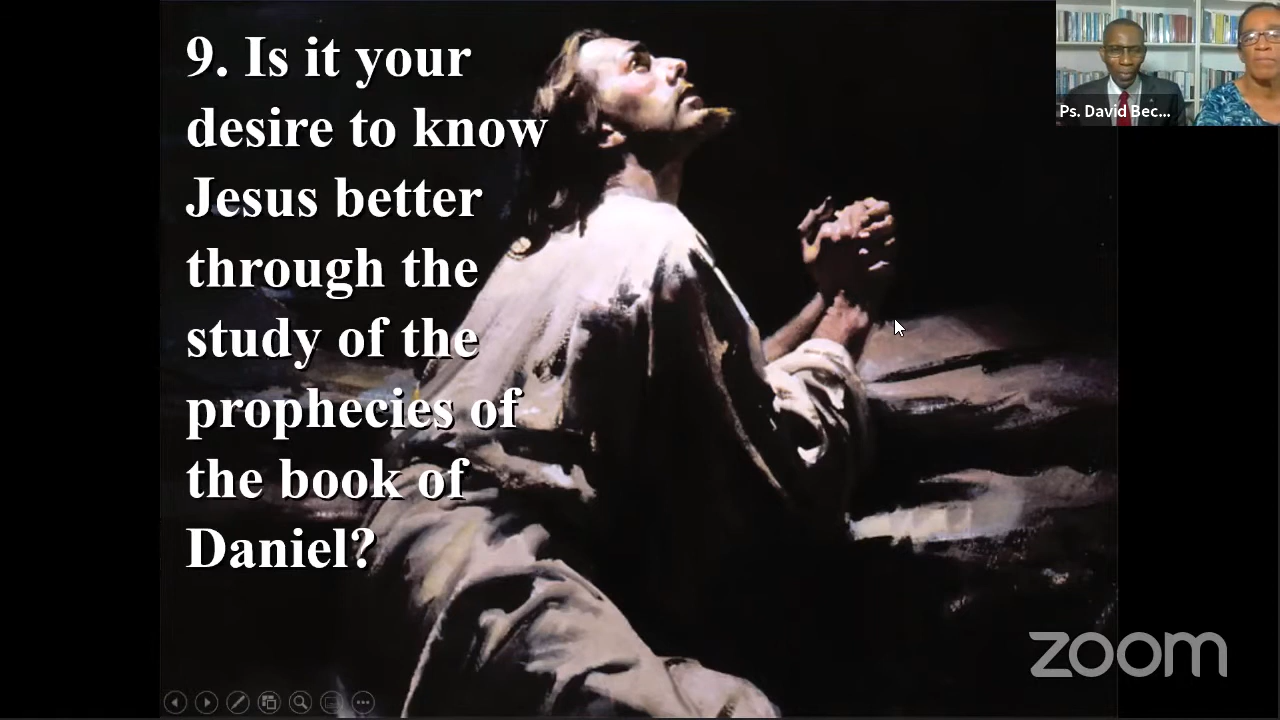 9. Is it your
desire to know
Jesus better
through the
study of the
prophecies of
the book of
Daniel?
Ps. David Bec...
zoom